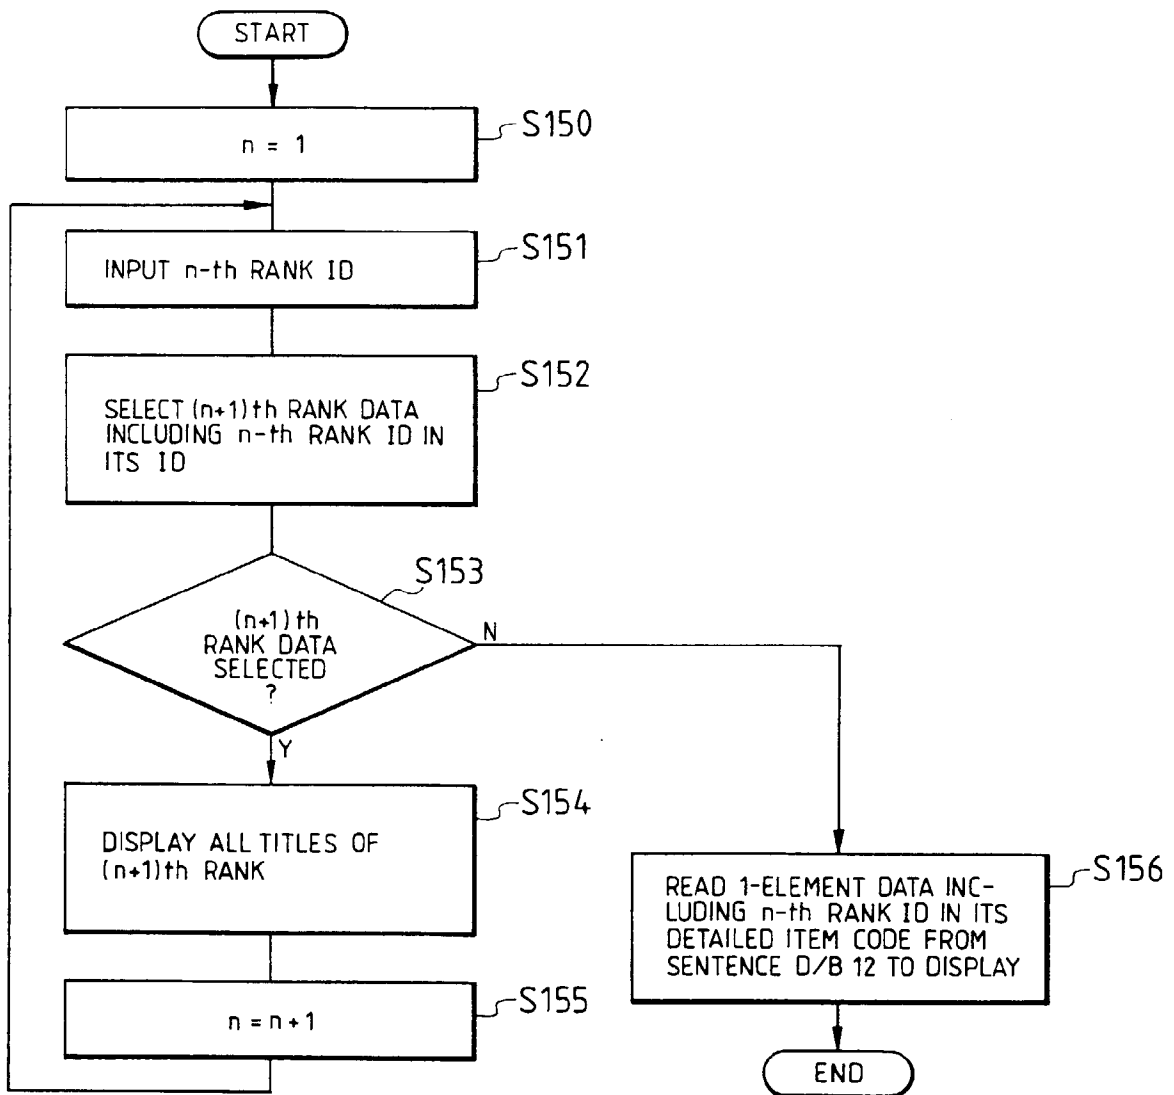 START
n = 1
S150
INPUT n-th RANK ID
S151
SELECT (n+1)th RANK DATA
INCLUDING n-th RANK ID IN
ITS ID
S152
(n+1)th
RANK DATA
SELECTED
?
S153
N
Y
DISPLAY ALL TITLES OF
(n+1)th RANK
S154
n = n + 1
S155
READ 1-ELEMENT DATA INC-
LUDING n-th RANK ID IN ITS
DETAILED ITEM CODE FROM
SENTENCE D/B 12 TO DISPLAY
S156
END